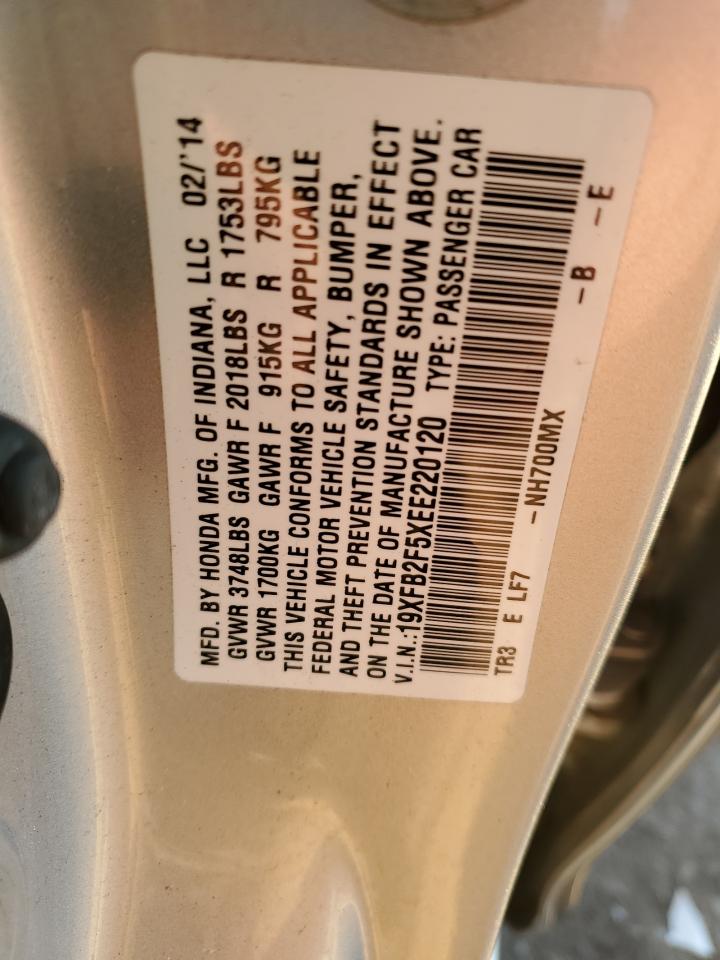 MFD. BY HONDA MFG. OF INDIANA, LLC 02/'14
GVWR 3748LBS GAWR F 2018LBS R 1753LBS
GVWR 1700KG GAWR F 915KG R 795KG
THIS VEHICLE CONFORMS TO ALL APPLICABLE
FEDERAL MOTOR VEHICLE SAFETY, BUMPER,
AND THEFT PREVENTION STANDARDS IN EFFECT
ON THE DATE OF MANUFACTURE SHOWN ABOVE.
V.I.N.:19XFB2F5XEE220120 TYPE: PASSENGER CAR
TR3 E LF7 -NH700MX -B -E